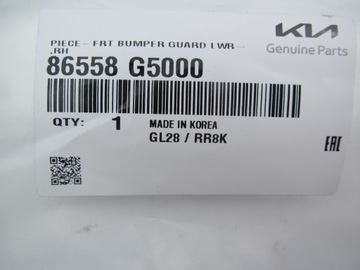 PIECE - FRT BUMPER GUARD LWR
,RH
86558 G5000
KIA
Genuine Parts
QTY: 1
MADE IN KOREA
GL28 / RR8K
EAC